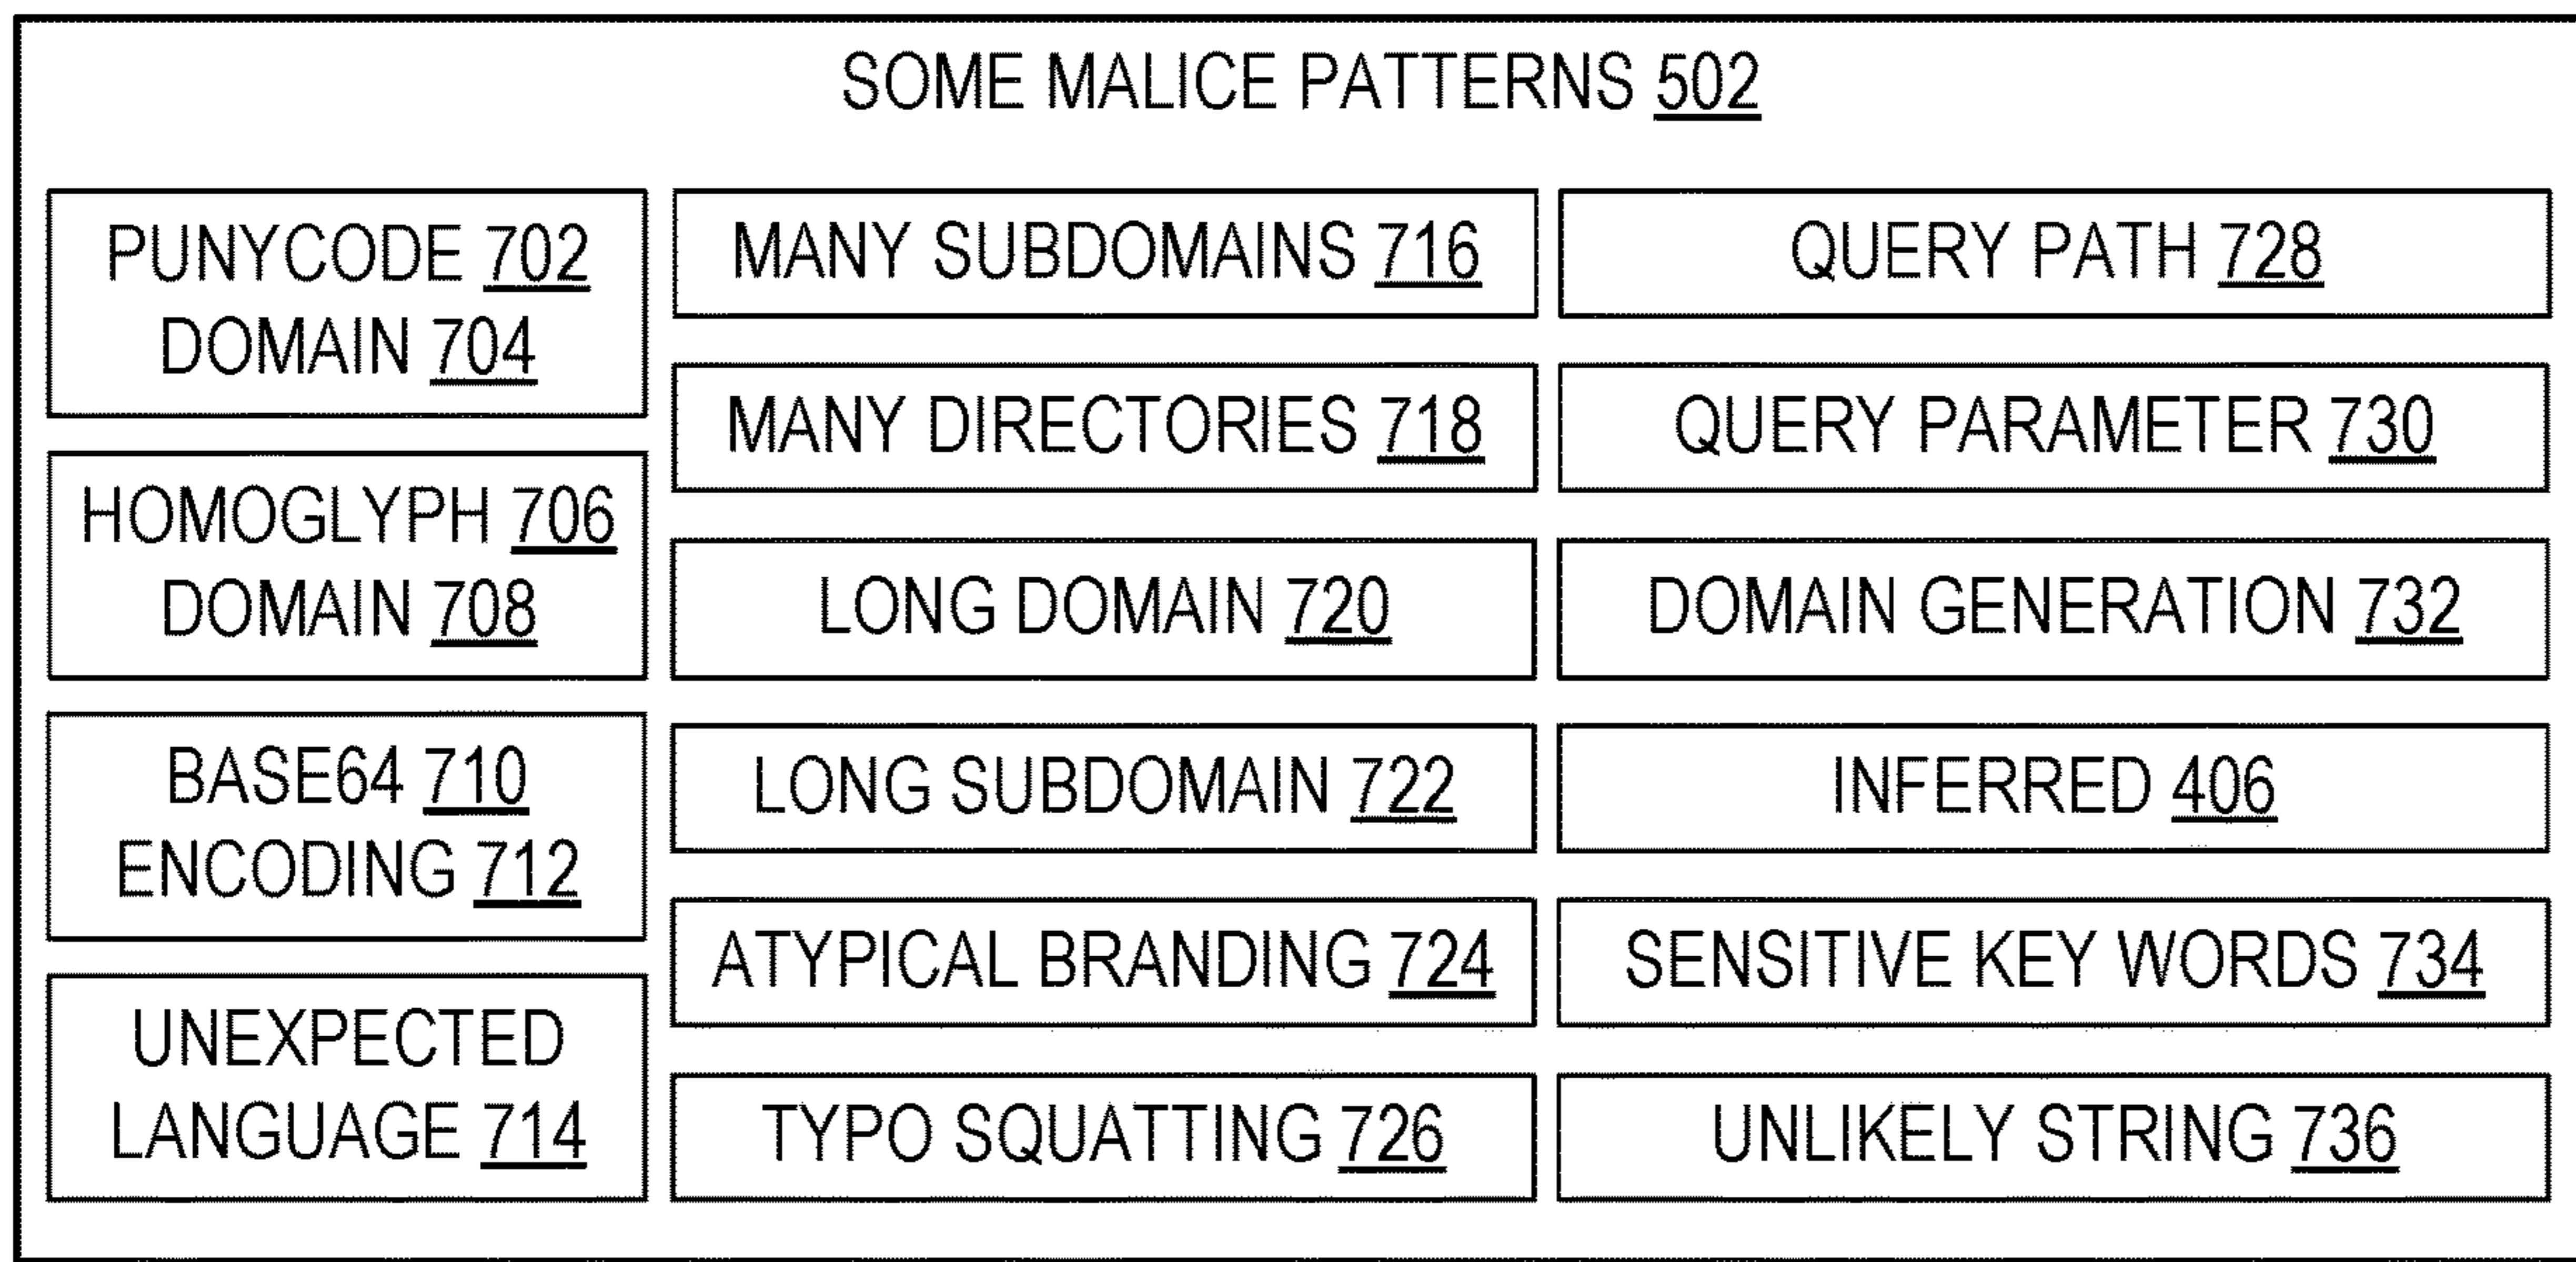 SOME MALICE PATTERNS 502
PUNYCODE 702
DOMAIN 704
HOMOGLYPH 706
DOMAIN 708
BASE64 710
ENCODING 712
UNEXPECTED
LANGUAGE 714
MANY SUBDOMAINS 716
MANY DIRECTORIES 718
LONG DOMAIN 720
LONG SUBDOMAIN 722
ATYPICAL BRANDING 724
TYPO SQUATTING 726
QUERY PATH 728
QUERY PARAMETER 730
DOMAIN GENERATION 732
INFERRED 406
SENSITIVE KEY WORDS 734
UNLIKELY STRING 736